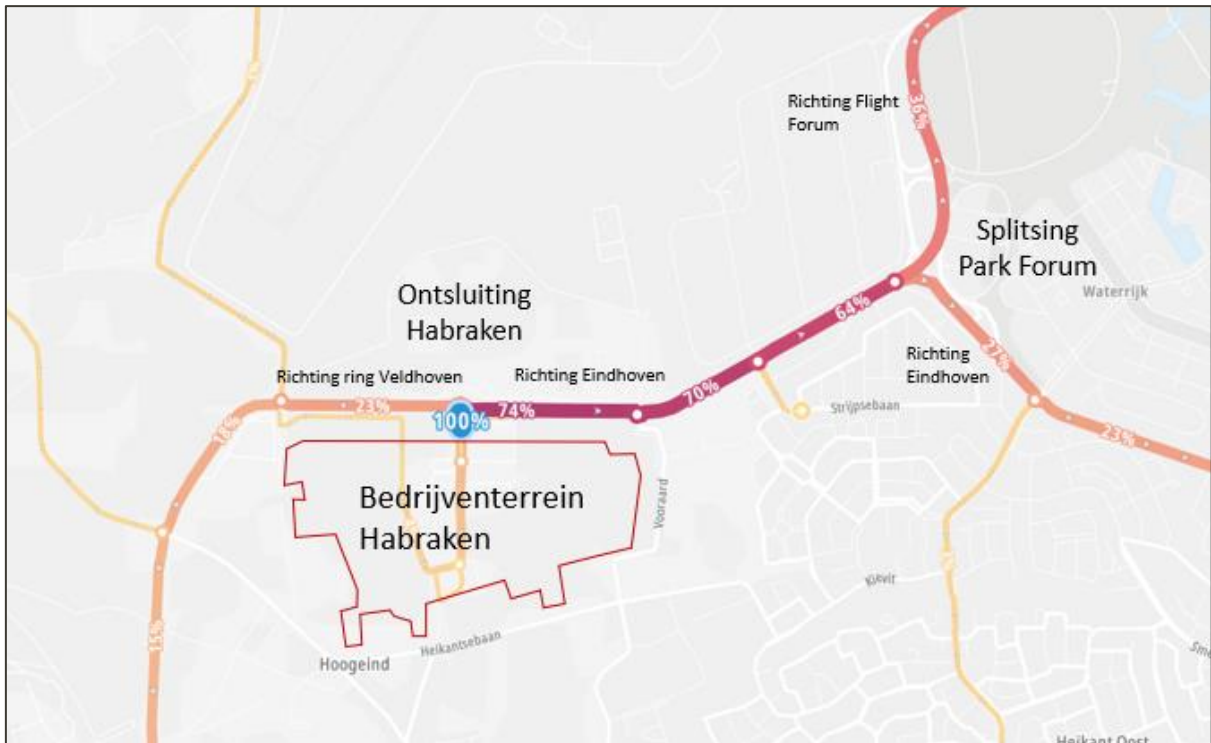 Richting Flight
Forum
36%
Splitsing
Park Forum
Waterrijk
64%
Ontsluiting
Habraken
Richting
Eindhoven
27%
Richting ring Veldhoven
Richting Eindhoven
70%
23%
100%
74%
18%
Strijpsebaan
23%
Bedrijventerrein
Habraken
Vooraard
Kievit
15%
Heikantsebaan
Hoogeind
Heikant Oost